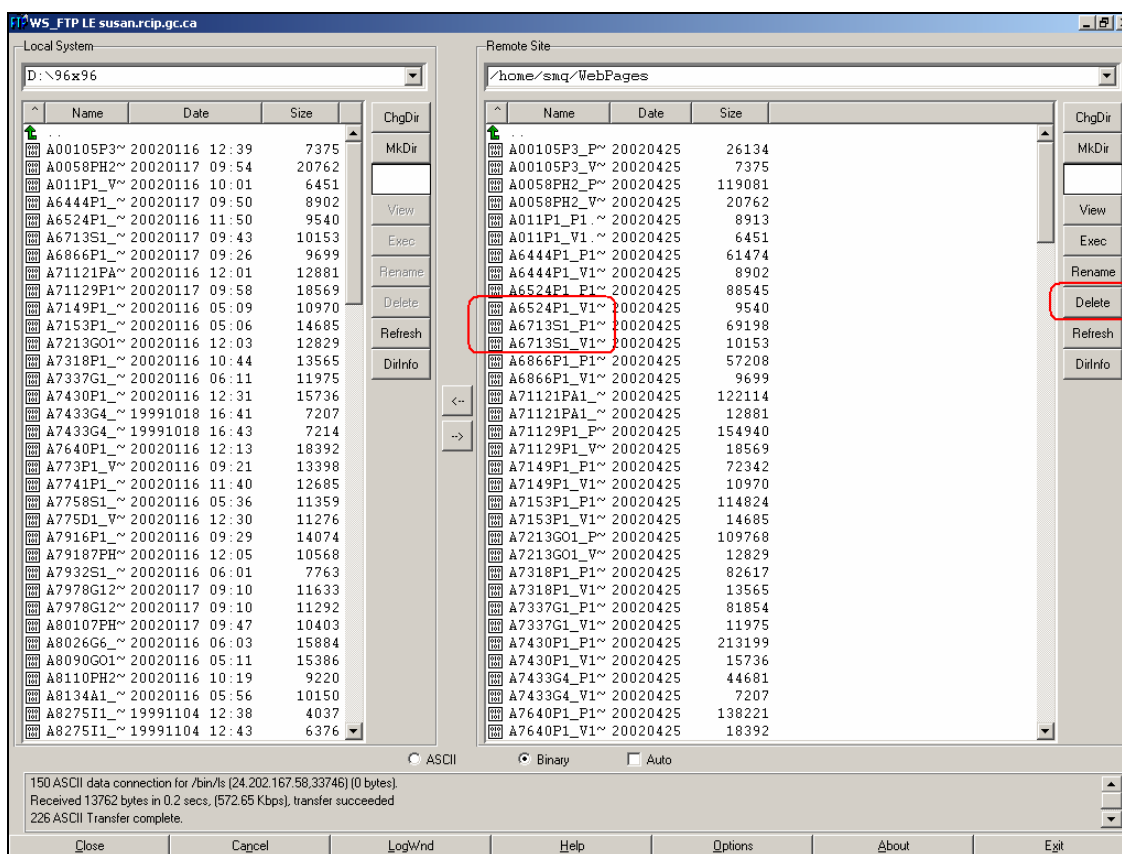 WS_FTP LE susan.rcip.gc.ca
Local System
D:\96x96
^ Name Date Size
..
A00105P3~ 20020116 12:39 7375
A0058PH2~ 20020117 09:54 20762
A011P1_V~ 20020116 10:01 6451
A6444P1_~ 20020117 09:50 8902
A6524P1_~ 20020116 11:50 9540
A6713S1_~ 20020117 09:43 10153
A6866P1_~ 20020117 09:26 9699
A71121PA~ 20020116 12:01 12881
A71129P1~ 20020117 09:58 18569
A7149P1_~ 20020116 05:09 10970
A7153P1_~ 20020116 05:06 14685
A7213GO1~ 20020116 12:03 12829
A7318P1_~ 20020116 10:44 13565
A7337G1_~ 20020116 06:11 11975
A7430P1_~ 20020116 12:31 15736
A7433G4_~ 19991018 16:41 7207
A7433G4_~ 19991018 16:43 7214
A7640P1_~ 20020116 12:13 18392
A773P1_V~ 20020116 09:21 13398
A7741P1_~ 20020116 11:40 12685
A7758S1_~ 20020116 05:36 11359
A775D1_V~ 20020116 12:30 11276
A7916P1_~ 20020116 09:29 14074
A79187PH~ 20020116 12:05 10568
A7932S1_~ 20020116 06:01 7763
A7978G12~ 20020117 09:10 11633
A7978G12~ 20020117 09:10 11292
A80107PH~ 20020117 09:47 10403
A8026G6_~ 20020116 06:03 15884
A8090GO1~ 20020116 05:11 15386
A8110PH2~ 20020116 10:19 9220
A8134A1_~ 20020116 05:56 10150
A8275I1_~ 19991104 12:38 4037
A8275I1_~ 19991104 12:43 6376
ChgDir
MkDir
View
Exec
Rename
Delete
Refresh
DirInfo
<--
-->
Remote Site
/home/smq/WebPages
^ Name Date Size
..
A00105P3_P~ 20020425 26134
A00105P3_V~ 20020425 7375
A0058PH2_P~ 20020425 119081
A0058PH2_V~ 20020425 20762
A011P1_P1.~ 20020425 8913
A011P1_V1.~ 20020425 6451
A6444P1_P1~ 20020425 61474
A6444P1_V1~ 20020425 8902
A6524P1_P1~ 20020425 88545
A6524P1_V1~ 20020425 9540
A6713S1_P1~ 20020425 69198
A6713S1_V1~ 20020425 10153
A6866P1_P1~ 20020425 57208
A6866P1_V1~ 20020425 9699
A71121PA1_~ 20020425 122114
A71121PA1_~ 20020425 12881
A71129P1_P~ 20020425 154940
A71129P1_V~ 20020425 18569
A7149P1_P1~ 20020425 72342
A7149P1_V1~ 20020425 10970
A7153P1_P1~ 20020425 114824
A7153P1_V1~ 20020425 14685
A7213GO1_P~ 20020425 109768
A7213GO1_V~ 20020425 12829
A7318P1_P1~ 20020425 82617
A7318P1_V1~ 20020425 13565
A7337G1_P1~ 20020425 81854
A7337G1_V1~ 20020425 11975
A7430P1_P1~ 20020425 213199
A7430P1_V1~ 20020425 15736
A7433G4_P1~ 20020425 44681
A7433G4_V1~ 20020425 7207
A7640P1_P1~ 20020425 138221
A7640P1_V1~ 20020425 18392
ChgDir
MkDir
View
Exec
Rename
Delete
Refresh
DirInfo
ASCII Binary Auto
150 ASCII data connection for /bin/ls (24.202.167.58,33746) (0 bytes).
Received 13762 bytes in 0.2 secs, (572.65 Kbps), transfer succeeded
226 ASCII Transfer complete.
Close Cancel LogWnd Help Options About Exit